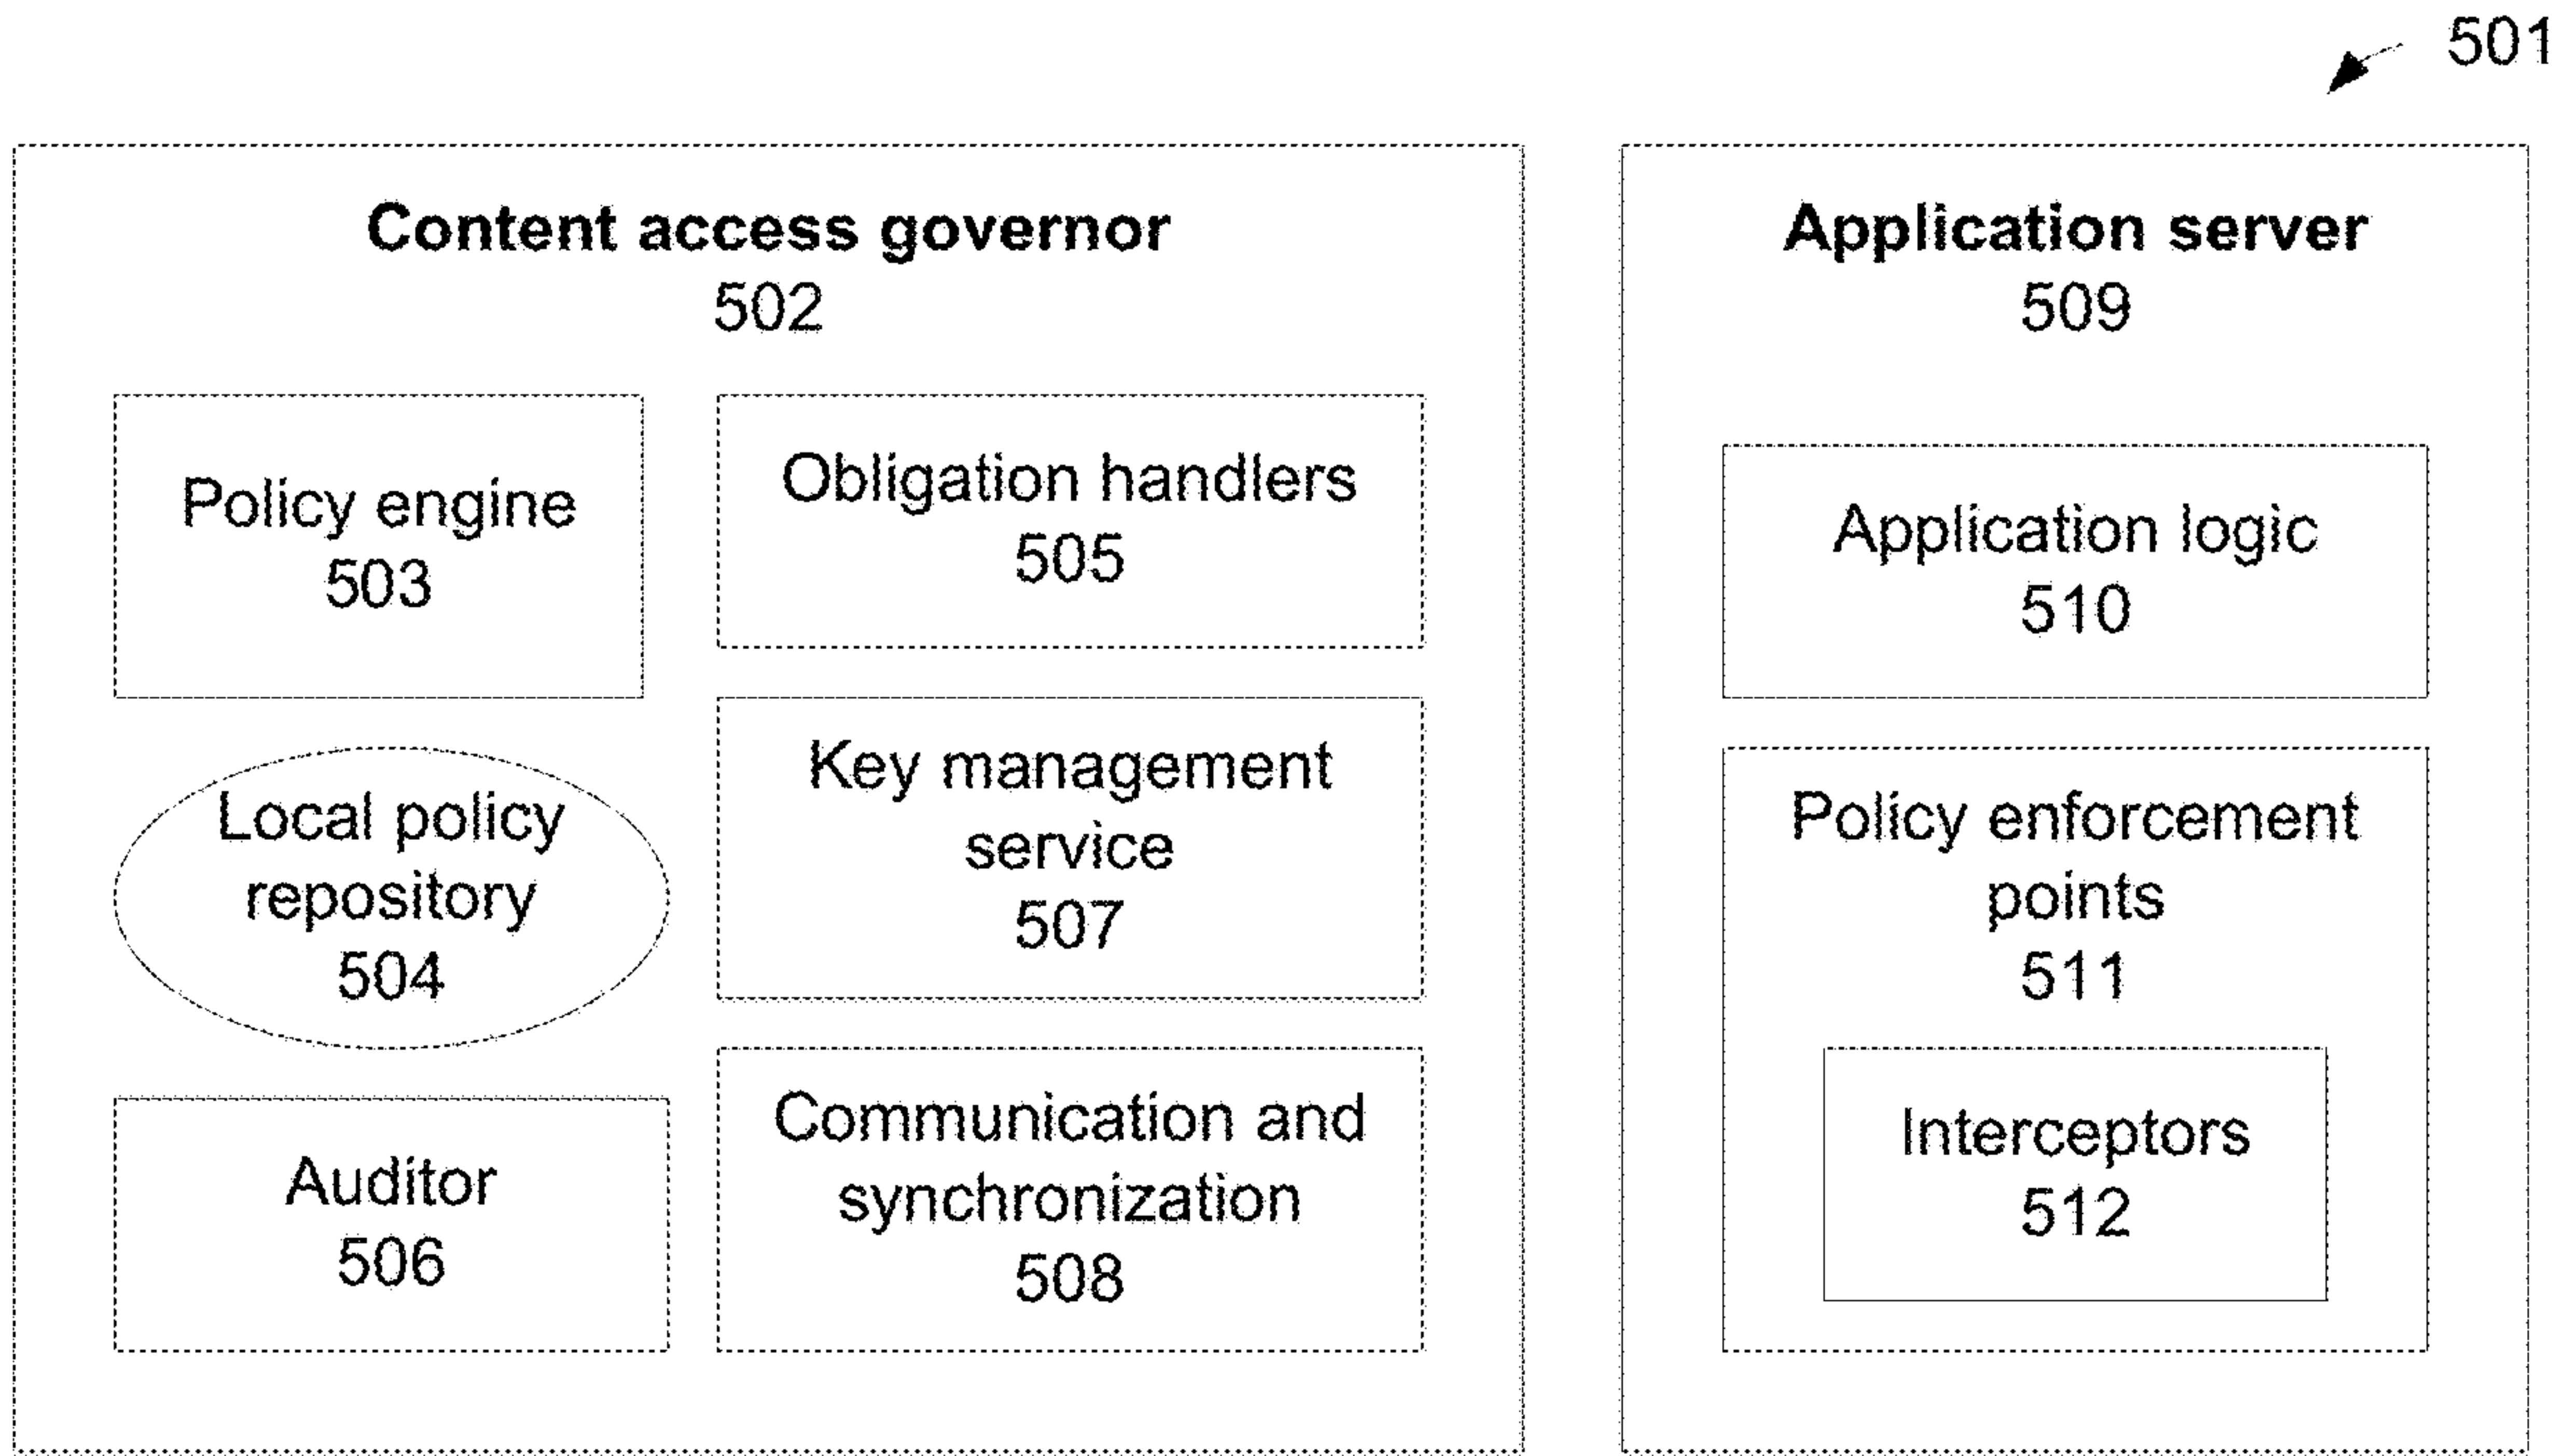 501
Content access governor
502
Policy engine
503
Local policy
repository
504
Auditor
506
Obligation handlers
505
Key management
service
507
Communication and
synchronization
508
Application server
509
Application logic
510
Policy enforcement
points
511
Interceptors
512